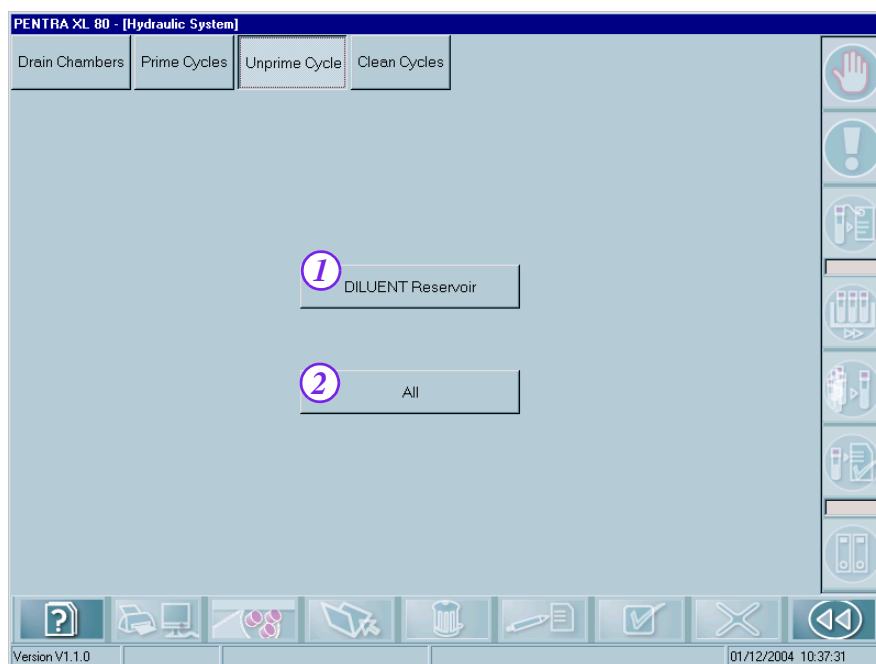 PENTRA XL 80 - [Hydraulic System]
Drain Chambers Prime Cycles Unprime Cycle Clean Cycles
1
DILUENT Reservoir
2
All
?
Version V1.1.0 01/12/2004 10:37:31